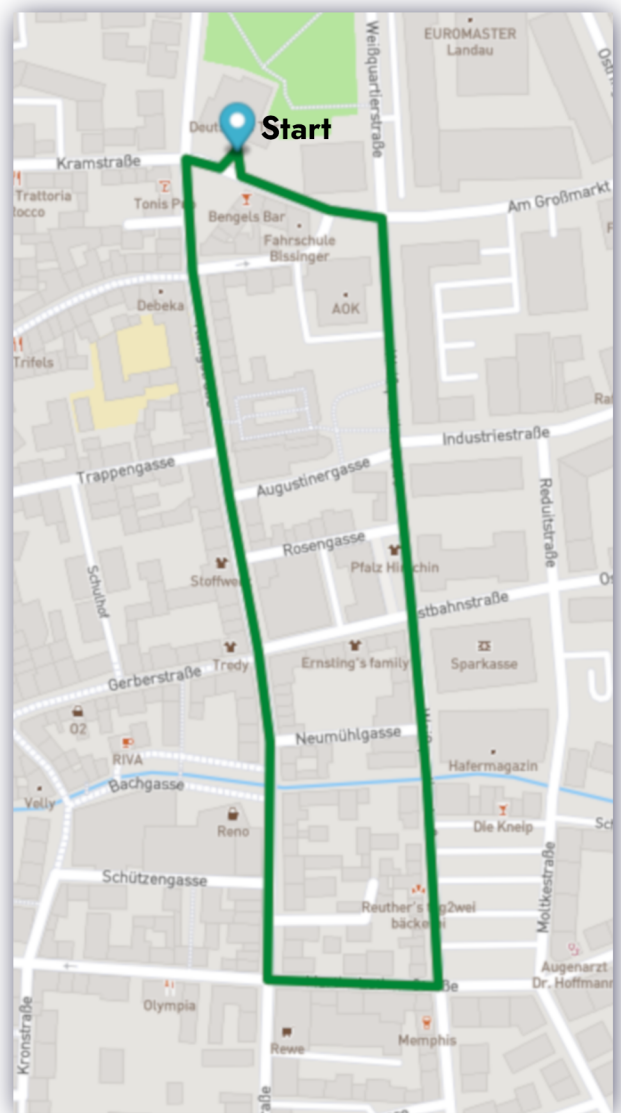 EUROMASTER
Landau
Weißquartierstraße
Start
Kramstraße
Trattoria
Tonis
Bengels Bar
Am Großmarkt
Fahrschule
Bissinger
Debeka
AOK
Trifels
Industriestraße
Trappengasse
Augustinergasse
Reduitstraße
Rosengasse
Pfalz
Schulhof
Tredy
Ernsting's family
Sparkasse
Gerberstraße
O2
Neumühlgasse
RIVA
Hafermagazin
Bachgasse
Velly
Reno
Die Kneip
Schützengasse
Reuther's
Moltkestraße
Augenarzt
Dr. Hoffmann
Olympia
Kronstraße
Rewe
Memphis